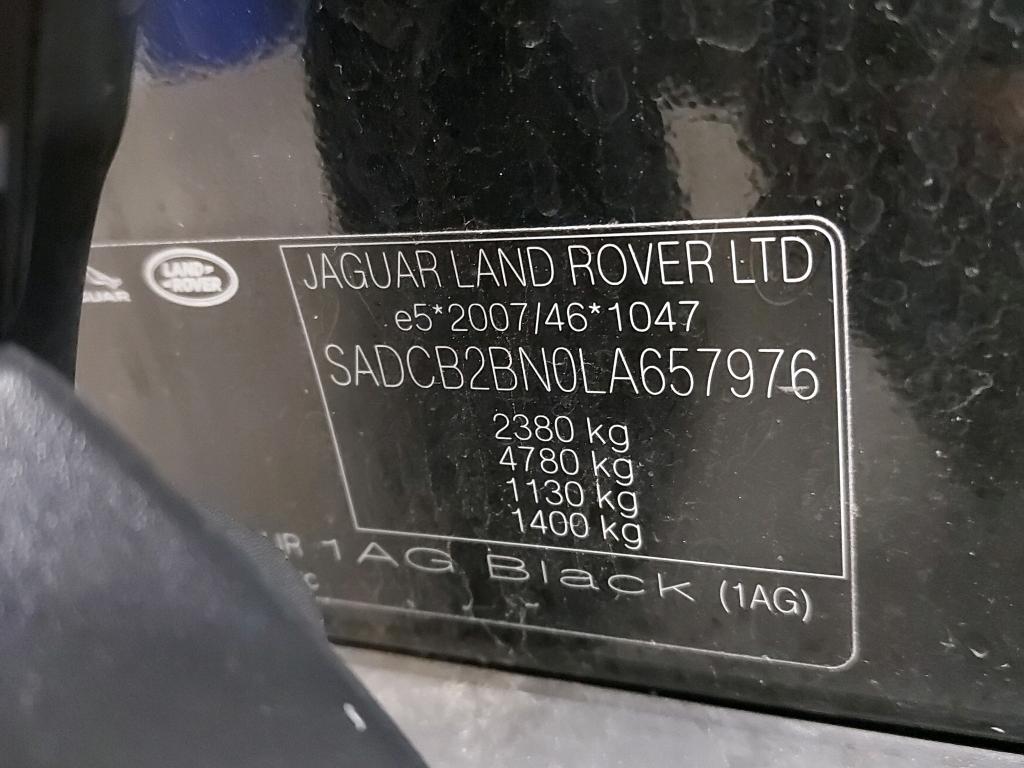 GUAR
LAND
ROVER
JAGUAR LAND ROVER LTD
e5*2007/46*1047
SADCB2BN0LA657976
2380 kg
4780 kg
1130 kg
1400 kg
1AG Black (1AG)